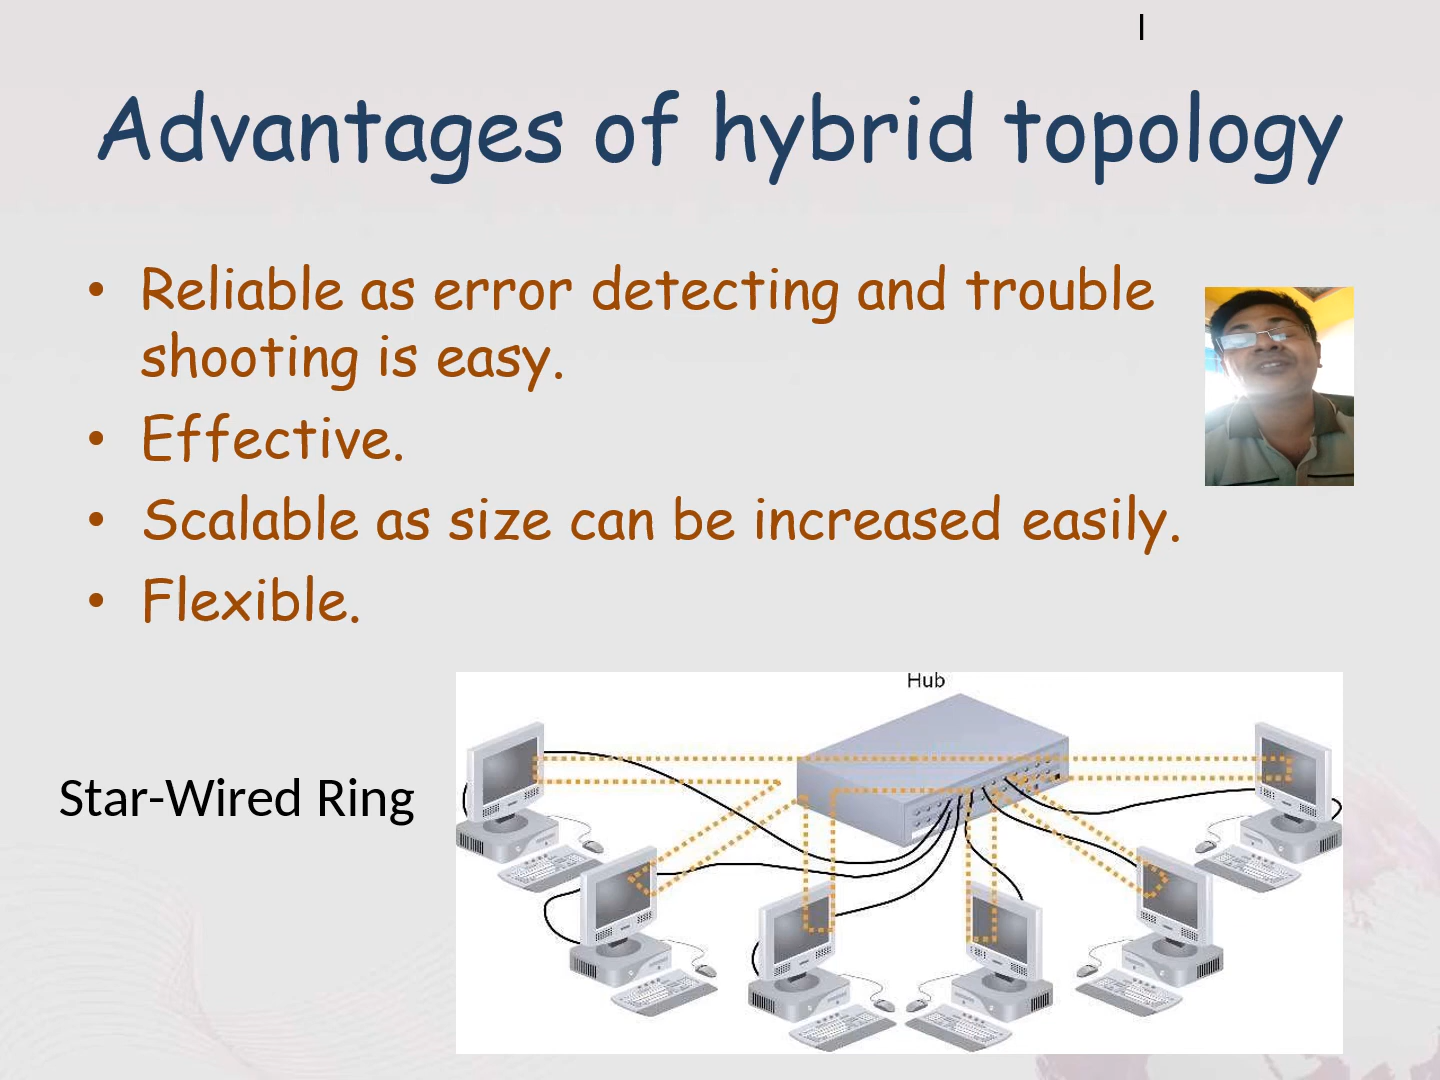 Advantages of hybrid topology
• Reliable as error detecting and trouble
shooting is easy.
• Effective.
• Scalable as size can be increased easily.
• Flexible.
Hub
Star-Wired Ring